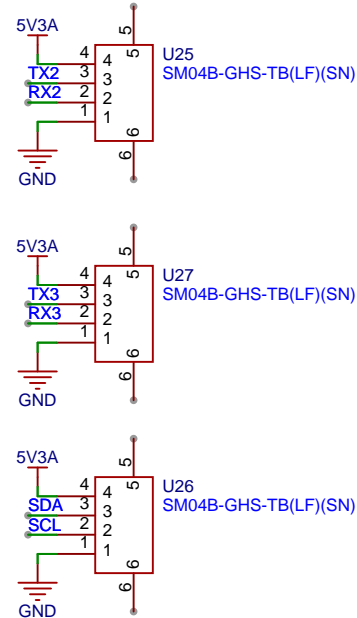 5
5V3A
5
4 4
U25
TX2 3 3
SM04B-GHS-TB(LF)(SN)
RX2 2 2
1 1
6
6
GND
5
5V3A
5
4 4
U27
TX3 3 3
SM04B-GHS-TB(LF)(SN)
RX3 2 2
1 1
6
6
GND
5
5V3A
5
4 4
U26
SDA 3 3
SM04B-GHS-TB(LF)(SN)
SCL 2 2
1 1
6
6
GND